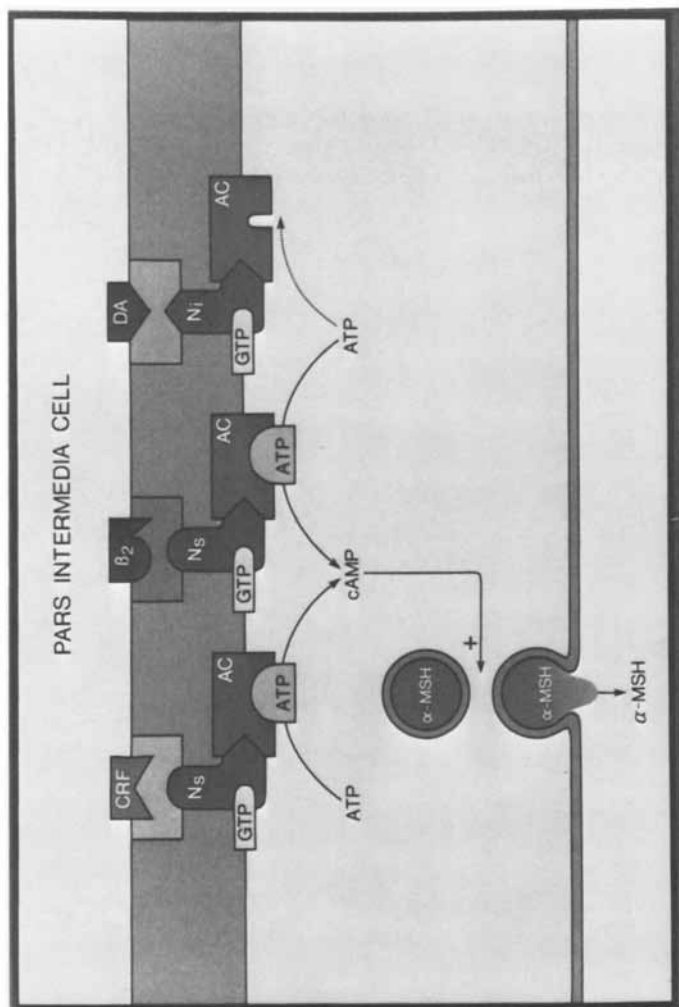 PARS INTERMEDIA CELL
CRF
β₂
DA
Ns
Ns
Ni
GTP
GTP
GTP
AC
AC
AC
ATP
ATP
ATP
ATP
cAMP
+
α-MSH
α-MSH
α-MSH